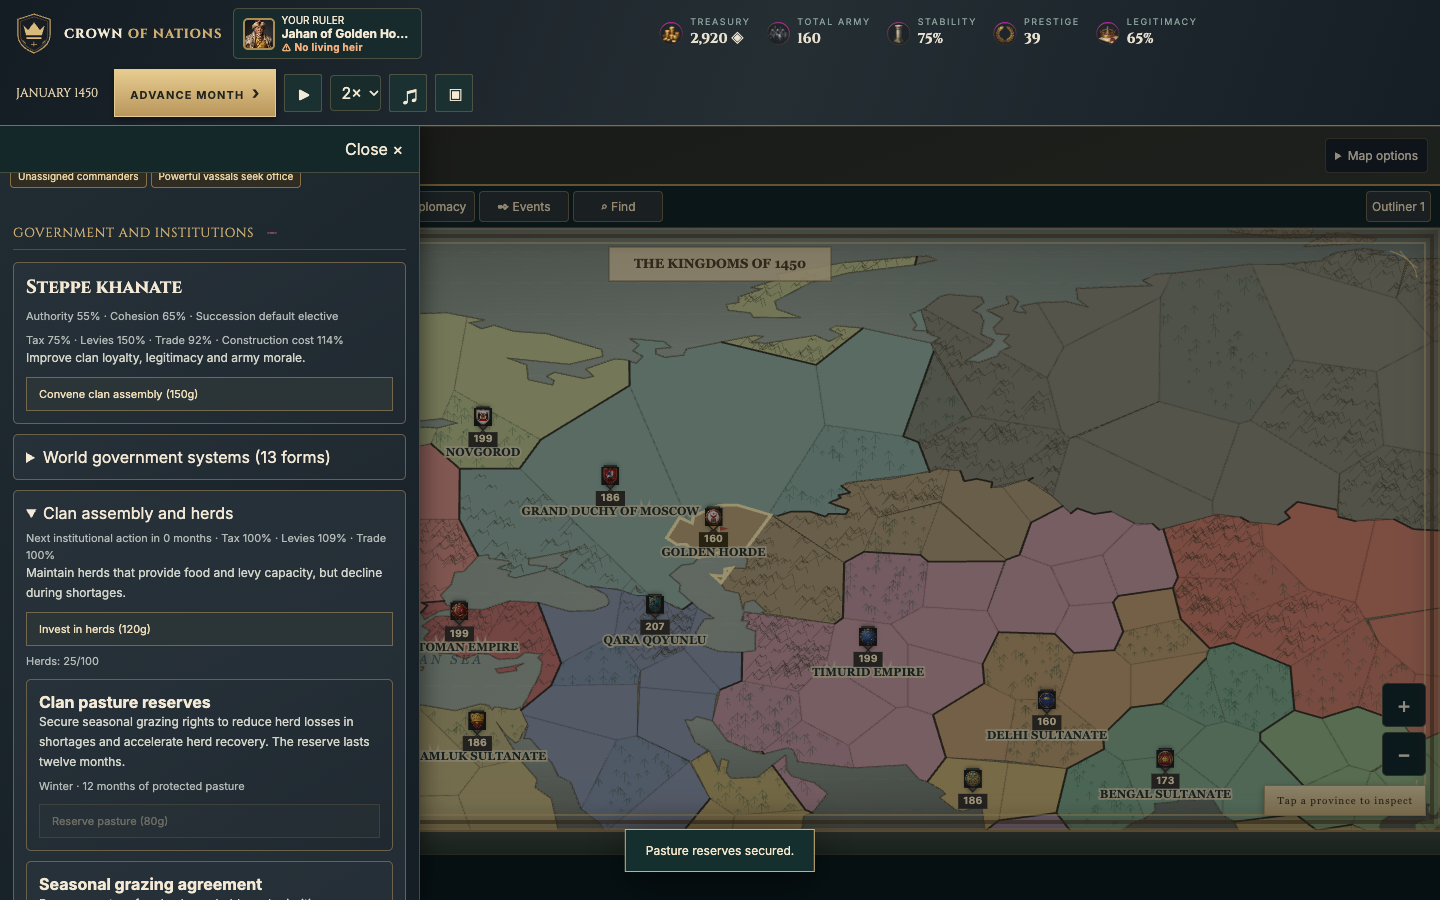 CROWN OF NATIONS
YOUR RULER
Jahan of Golden Ho...
⚠ No living heir
TREASURY
2,920 ◈
TOTAL ARMY
160
STABILITY
75%
PRESTIGE
39
LEGITIMACY
65%
JANUARY 1450
ADVANCE MONTH ›
2×
Close ×
Map options
Unassigned commanders
Powerful vassals seek office
plomacy
Events
Find
Outliner 1
GOVERNMENT AND INSTITUTIONS
STEPPE KHANATE
Authority 55% · Cohesion 65% · Succession default elective
Tax 75% · Levies 150% · Trade 92% · Construction cost 114%
Improve clan loyalty, legitimacy and army morale.
Convene clan assembly (150g)
World government systems (13 forms)
Clan assembly and herds
Next institutional action in 0 months · Tax 100% · Levies 109% · Trade
100%
Maintain herds that provide food and levy capacity, but decline
during shortages.
Invest in herds (120g)
Herds: 25/100
Clan pasture reserves
Secure seasonal grazing rights to reduce herd losses in
shortages and accelerate herd recovery. The reserve lasts
twelve months.
Winter · 12 months of protected pasture
Reserve pasture (80g)
Seasonal grazing agreement
THE KINGDOMS OF 1450
199
NOVGOROD
186
GRAND DUCHY OF MOSCOW
160
GOLDEN HORDE
207
QARA QOYUNLU
199
TOMAN EMPIRE
AN SEA
199
TIMURID EMPIRE
160
DELHI SULTANATE
186
AMLUK SULTANATE
186
173
BENGAL SULTANATE
+
−
Tap a province to inspect
Pasture reserves secured.